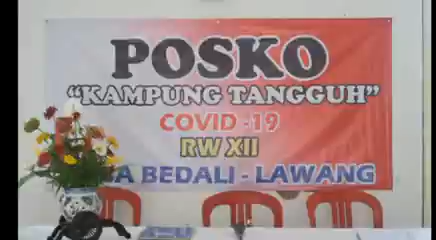 POSKO
"KAMPUNG TANGGUH"
COVID -19
RW XII
BEDALI - LAWANG